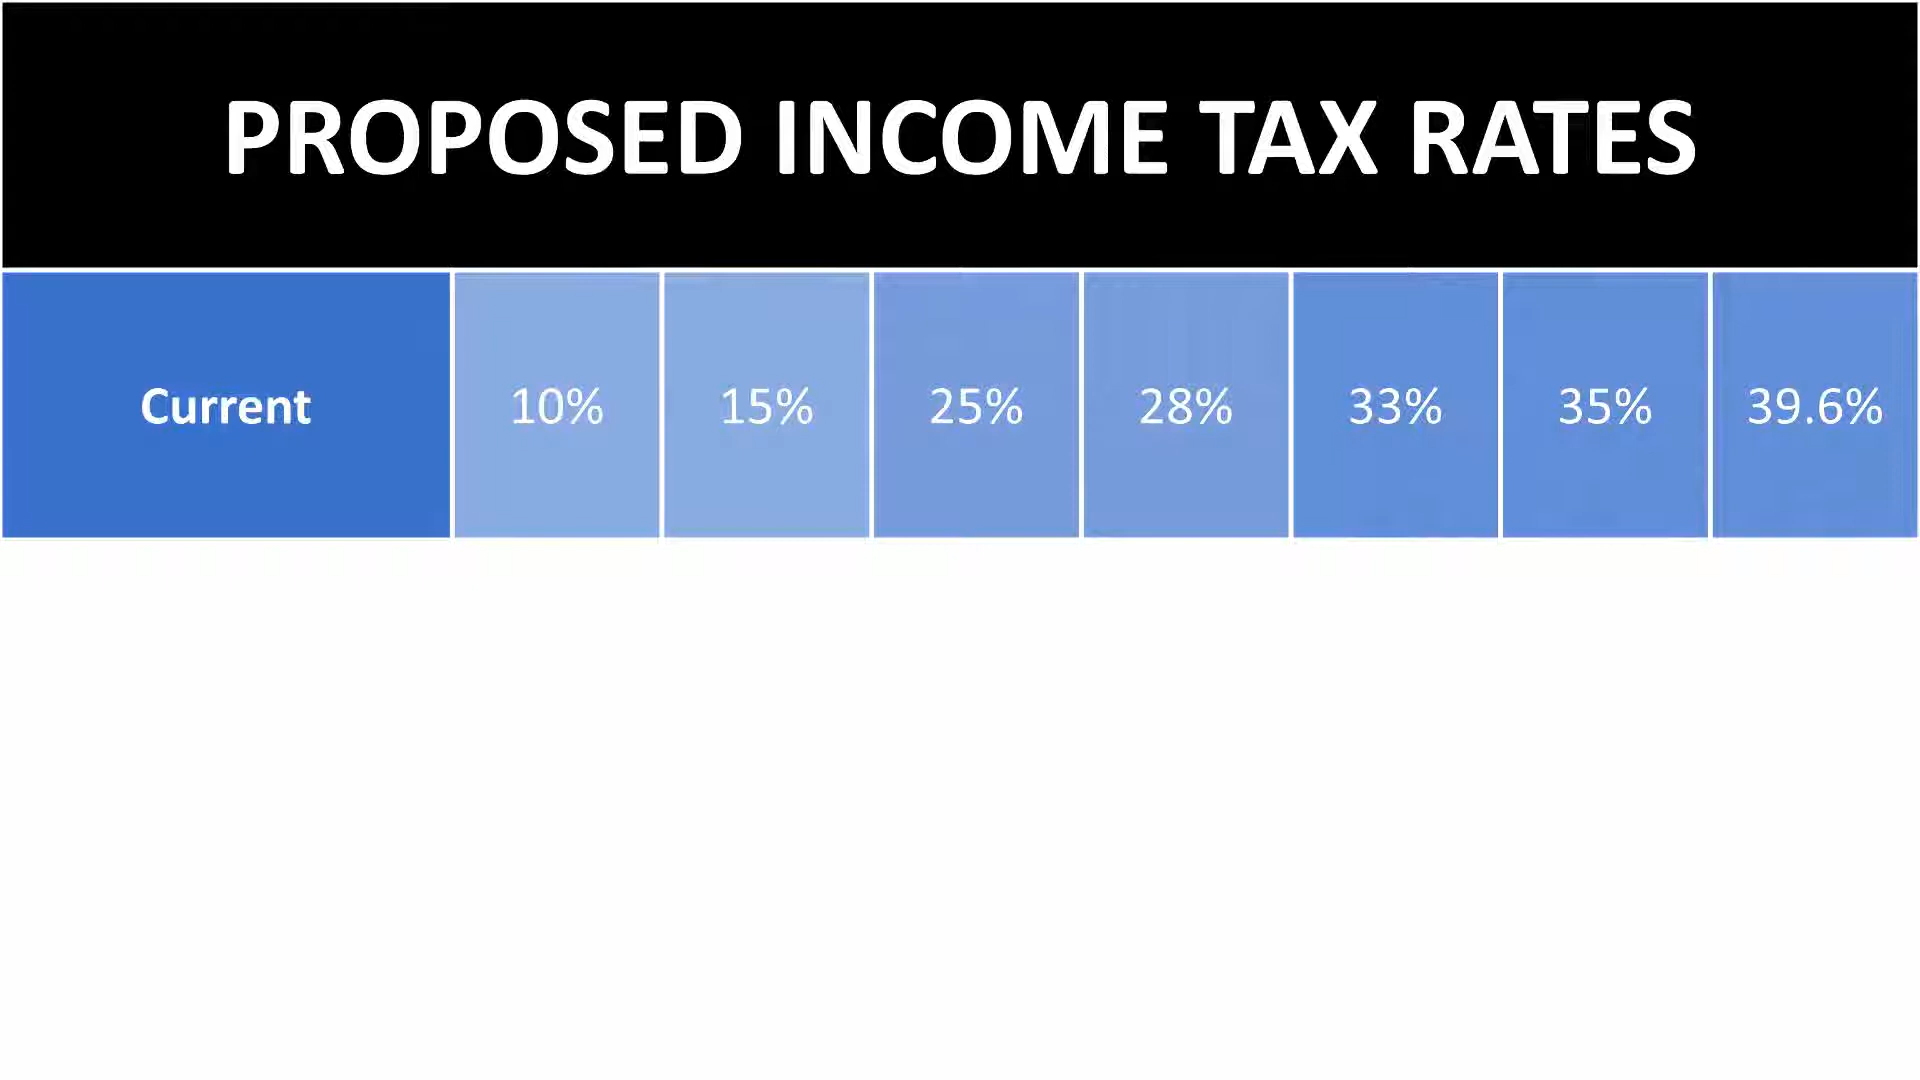 PROPOSED INCOME TAX RATES
Current 10% 15% 25% 28% 33% 35% 39.6%